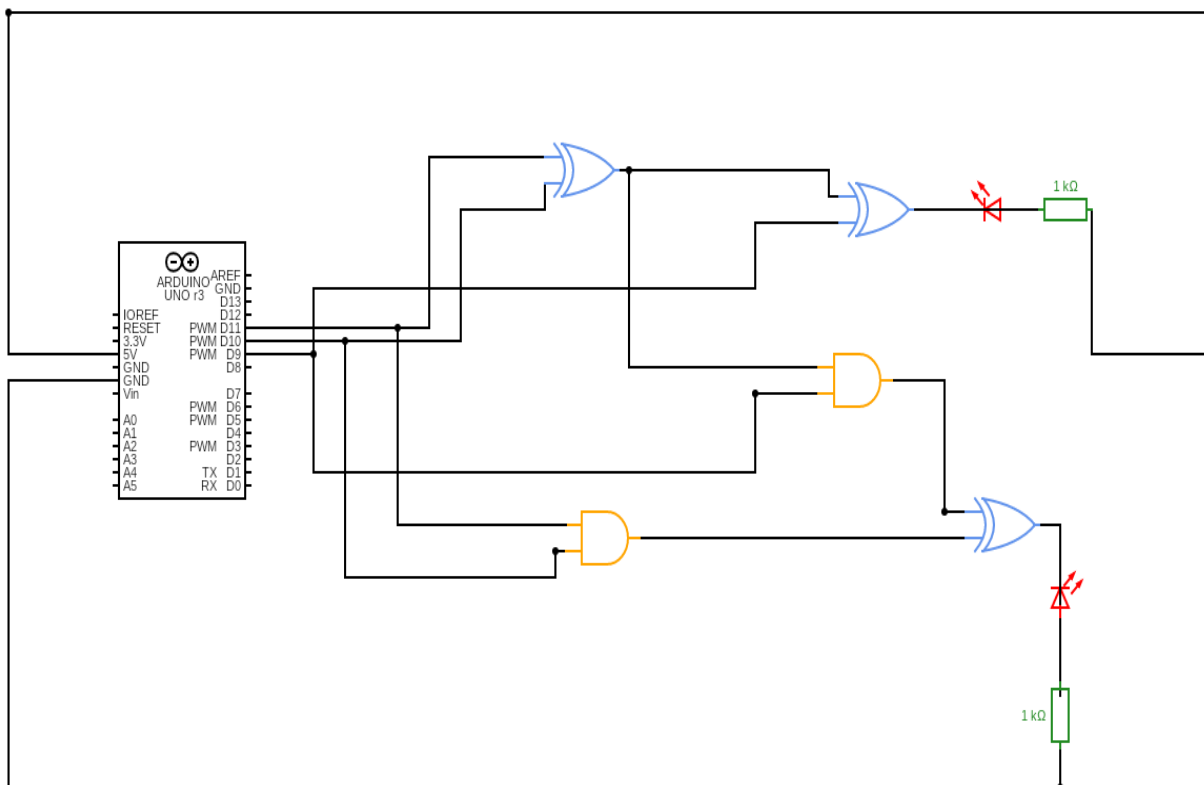 1 kΩ
ARDUINO
UNO r3
AREF
GND
D13
D12
IOREF
RESET PWM D11
3.3V PWM D10
5V PWM D9
GND D8
GND
Vin D7
PWM D6
A0 PWM D5
A1 D4
A2 PWM D3
A3 D2
A4 TX D1
A5 RX D0
1 kΩ